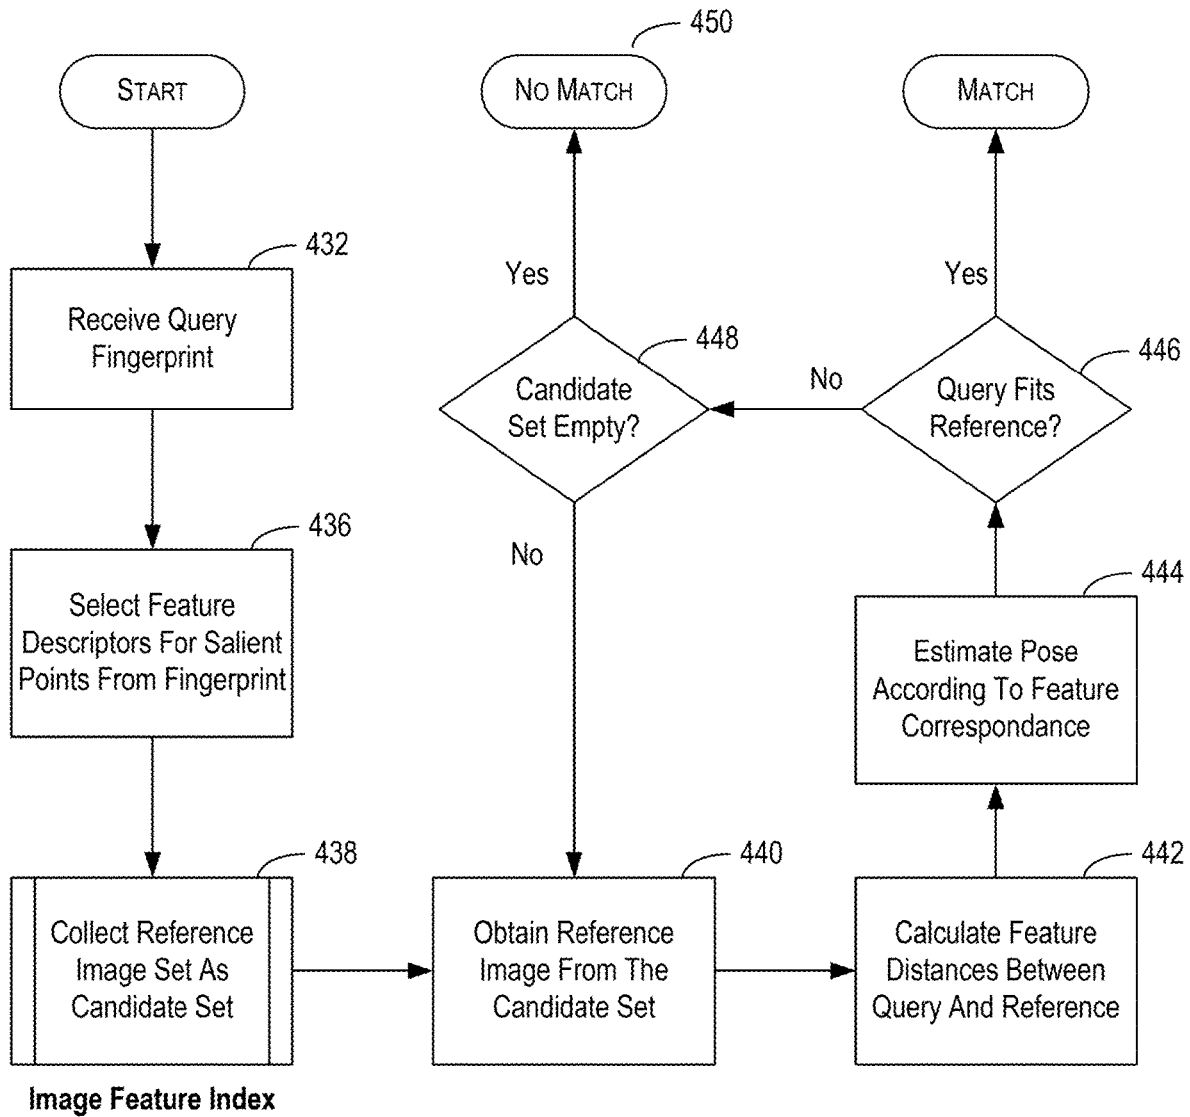 START
432
Receive Query
Fingerprint
436
Select Feature
Descriptors For Salient
Points From Fingerprint
438
Collect Reference
Image Set As
Candidate Set
Image Feature Index
450
NO MATCH
Yes
448
Candidate
Set Empty?
No
440
Obtain Reference
Image From The
Candidate Set
MATCH
Yes
446
No
Query Fits
Reference?
444
Estimate Pose
According To Feature
Correspondance
442
Calculate Feature
Distances Between
Query And Reference